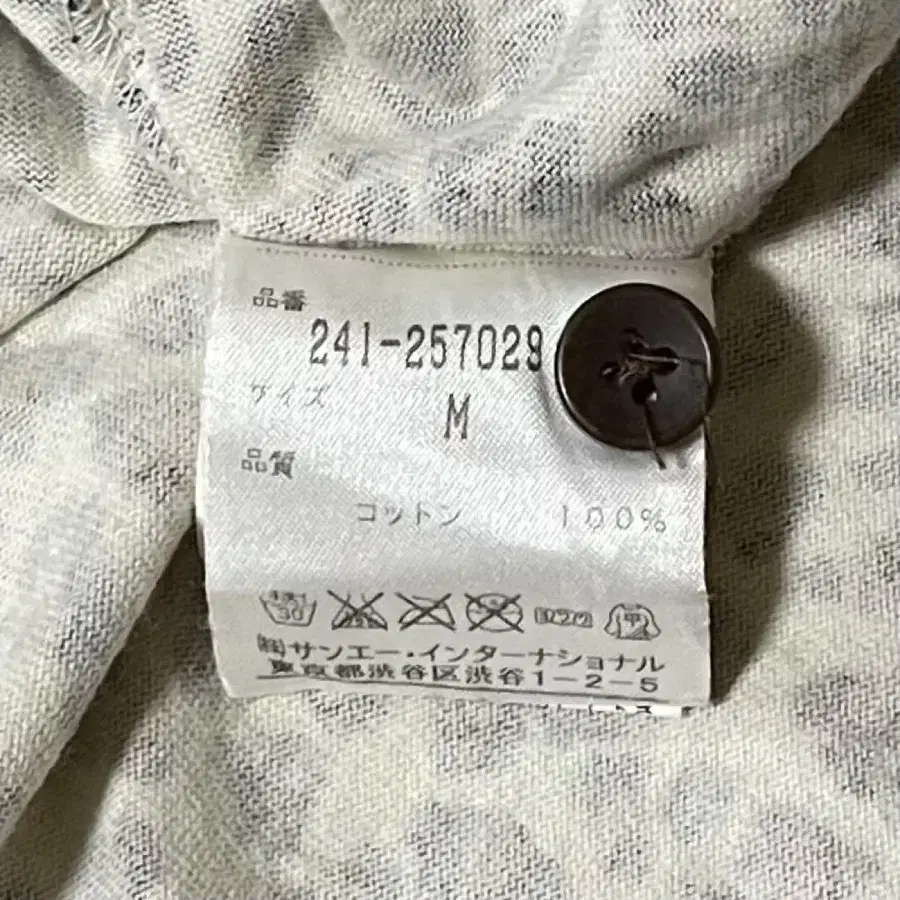 品番
241-257029
サイズ
M
品質
コットン 100%
㈱サンエー・インターナショナル
東京都渋谷区渋谷1-2-5